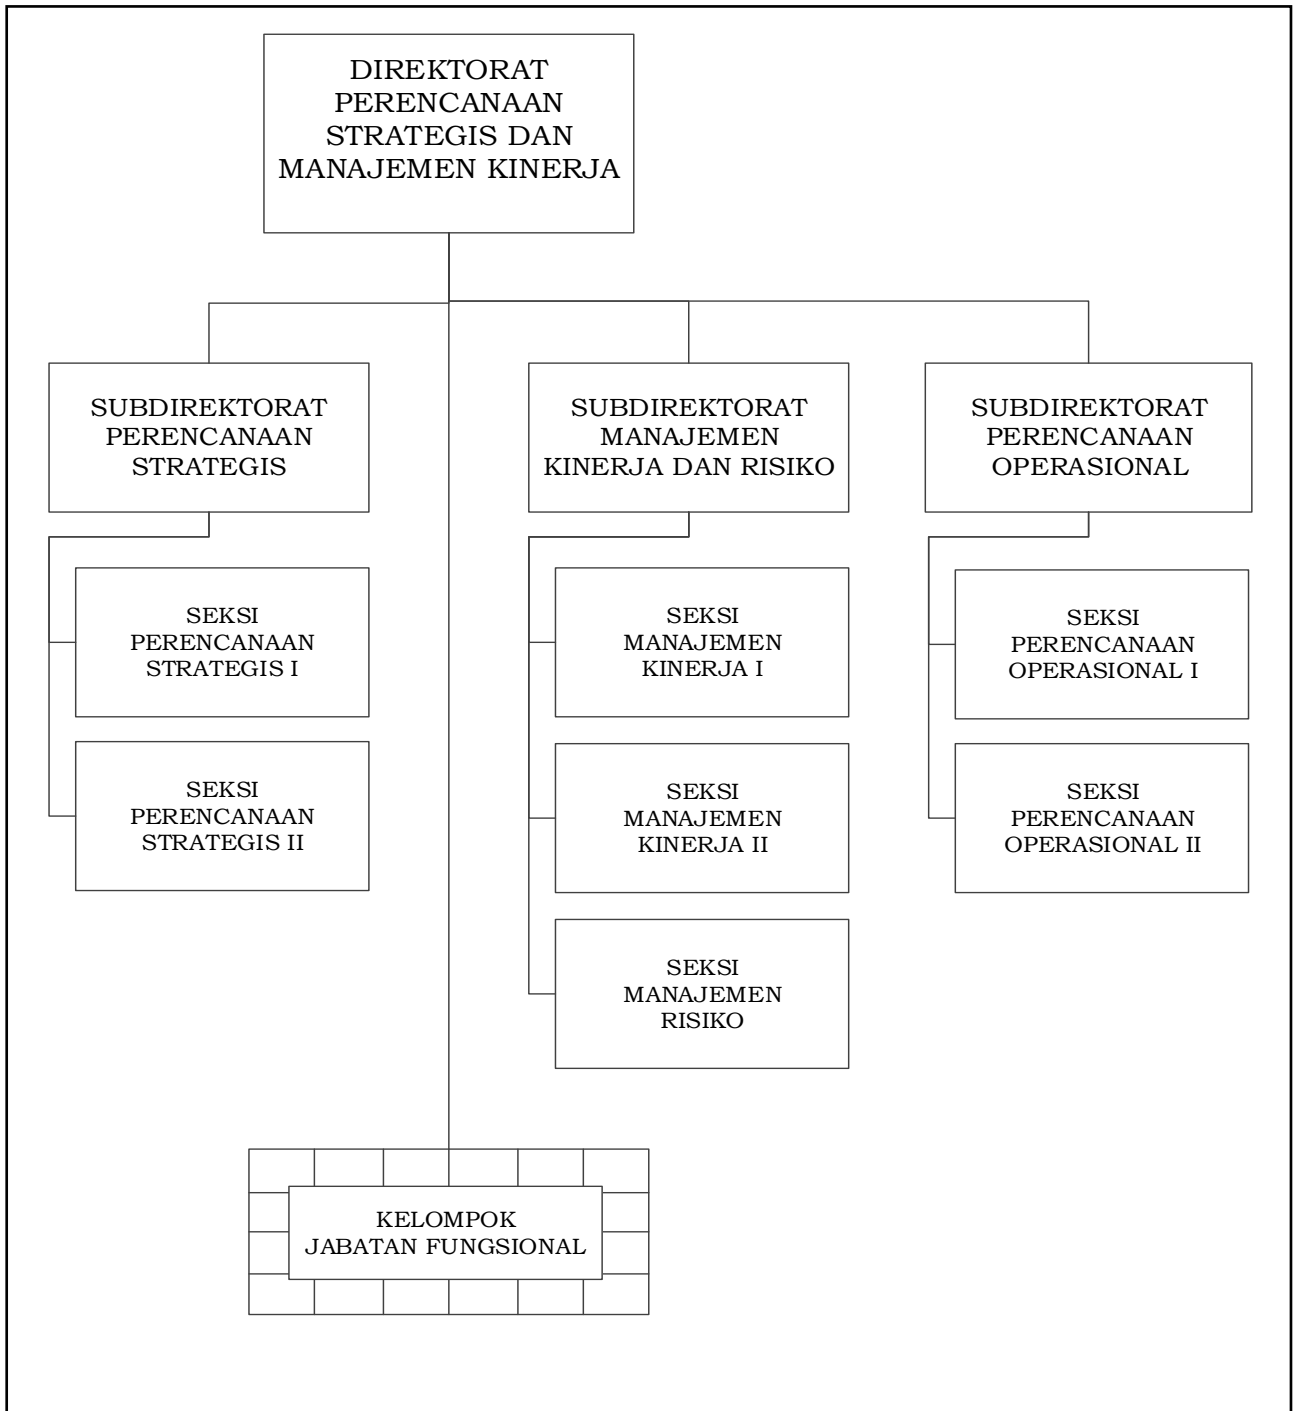 DIREKTORAT
PERENCANAAN
STRATEGIS DAN
MANAJEMEN KINERJA
SUBDIREKTORAT
PERENCANAAN
STRATEGIS
SUBDIREKTORAT
MANAJEMEN
KINERJA DAN RISIKO
SUBDIREKTORAT
PERENCANAAN
OPERASIONAL
SEKSI
PERENCANAAN
STRATEGIS I
SEKSI
MANAJEMEN
KINERJA I
SEKSI
PERENCANAAN
OPERASIONAL I
SEKSI
PERENCANAAN
STRATEGIS II
SEKSI
MANAJEMEN
KINERJA II
SEKSI
PERENCANAAN
OPERASIONAL II
SEKSI
MANAJEMEN
RISIKO
KELOMPOK
JABATAN FUNGSIONAL